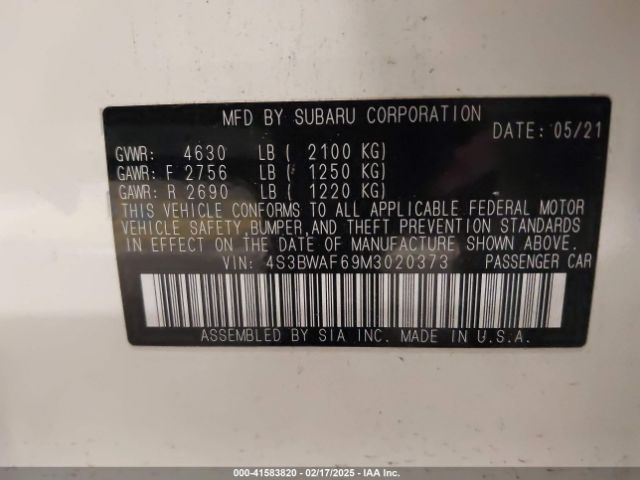 MFD BY SUBARU CORPORATION
DATE: 05/21
GVWR: 4630 LB ( 2100 KG)
GAWR: F 2756 LB ( 1250 KG)
GAWR: R 2690 LB ( 1220 KG)
THIS VEHICLE CONFORMS TO ALL APPLICABLE FEDERAL MOTOR
VEHICLE SAFETY, BUMPER, AND THEFT PREVENTION STANDARDS
IN EFFECT ON THE DATE OF MANUFACTURE SHOWN ABOVE.
VIN: 4S3BWAF69M3020373 PASSENGER CAR
ASSEMBLED BY SIA INC. MADE IN U.S.A.
000-41583820 - 02/17/2025 - IAA Inc.